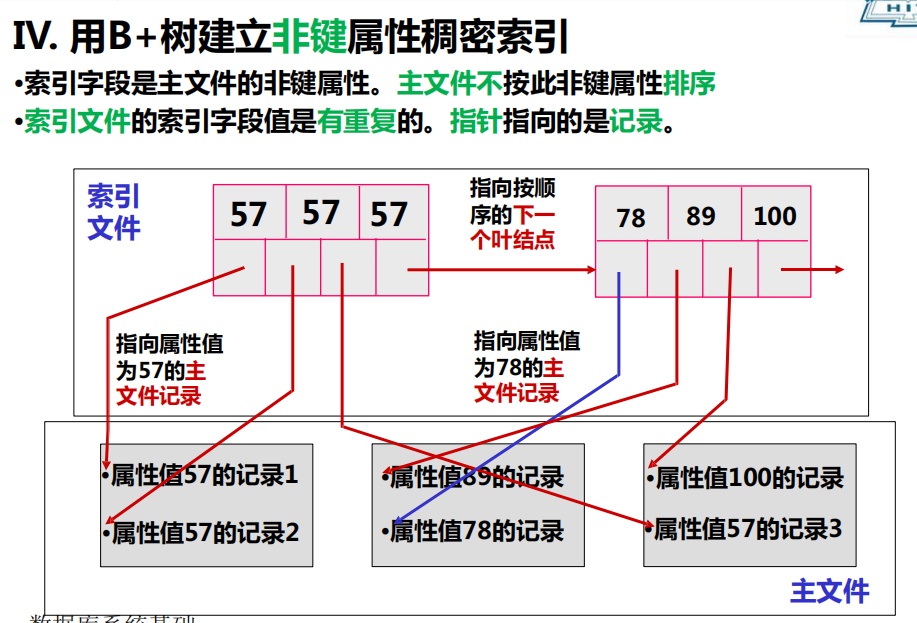 IV. 用B+树建立非键属性稠密索引
•索引字段是主文件的非键属性。主文件不按此非键属性排序
•索引文件的索引字段值是有重复的。指针指向的是记录。
索引
文件
57 57 57
指向按顺
序的下一
个叶结点
78 89 100
指向属性值
为57的主
文件记录
指向属性值
为78的主
文件记录
•属性值57的记录1
•属性值57的记录2
•属性值89的记录
•属性值78的记录
•属性值100的记录
•属性值57的记录3
主文件